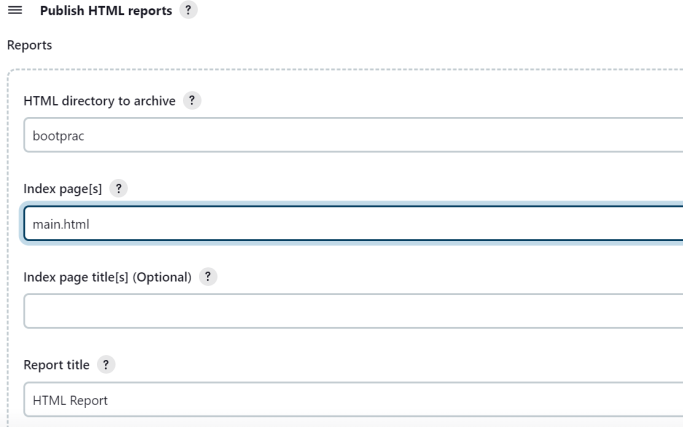 Publish HTML reports ?
Reports
HTML directory to archive ?
bootprac
Index page[s] ?
main.html
Index page title[s] (Optional) ?
Report title ?
HTML Report